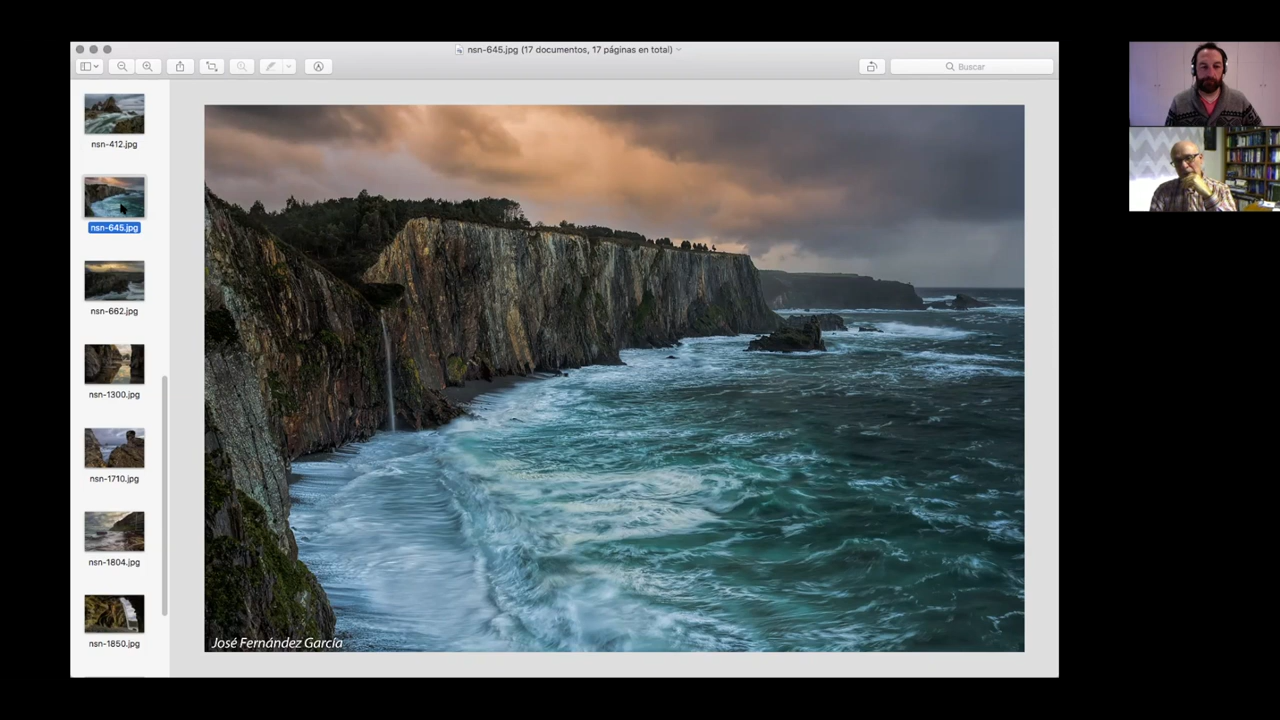 nsn-645.jpg (17 documentos, 17 páginas en total)
Buscar
nsn-412.jpg
nsn-645.jpg
nsn-662.jpg
nsn-1300.jpg
nsn-1710.jpg
nsn-1804.jpg
nsn-1850.jpg
José Fernández García